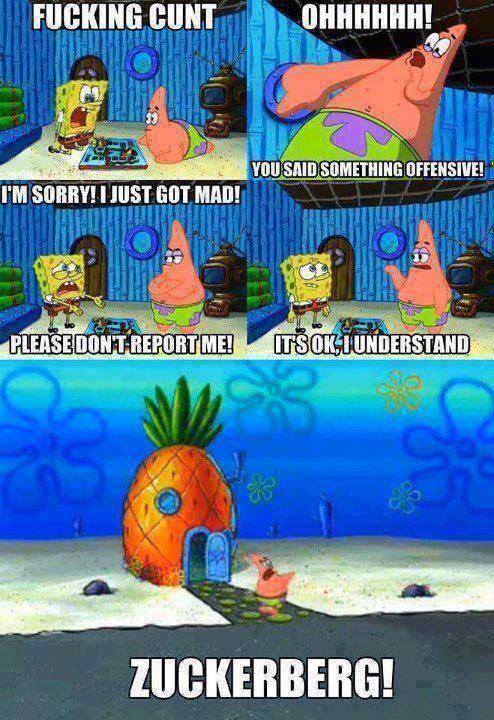 FUCKING CUNT
OHHHHHH!
YOU SAID SOMETHING OFFENSIVE!
I'M SORRY! I JUST GOT MAD!
PLEASE DON'T REPORT ME!
IT'S OK, I UNDERSTAND
ZUCKERBERG!